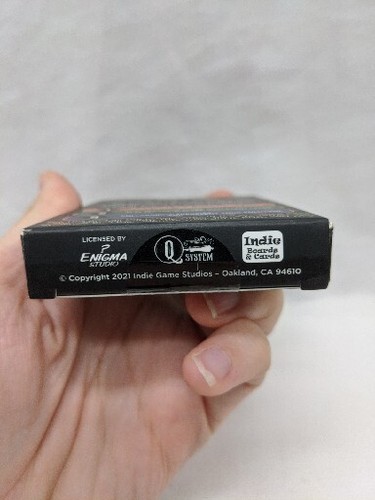 LICENSED BY
?
ENIGMA
STUDIO
Q
SYSTEM
Indie
Boards
& Cards
© Copyright 2021 Indie Game Studios – Oakland, CA 94610